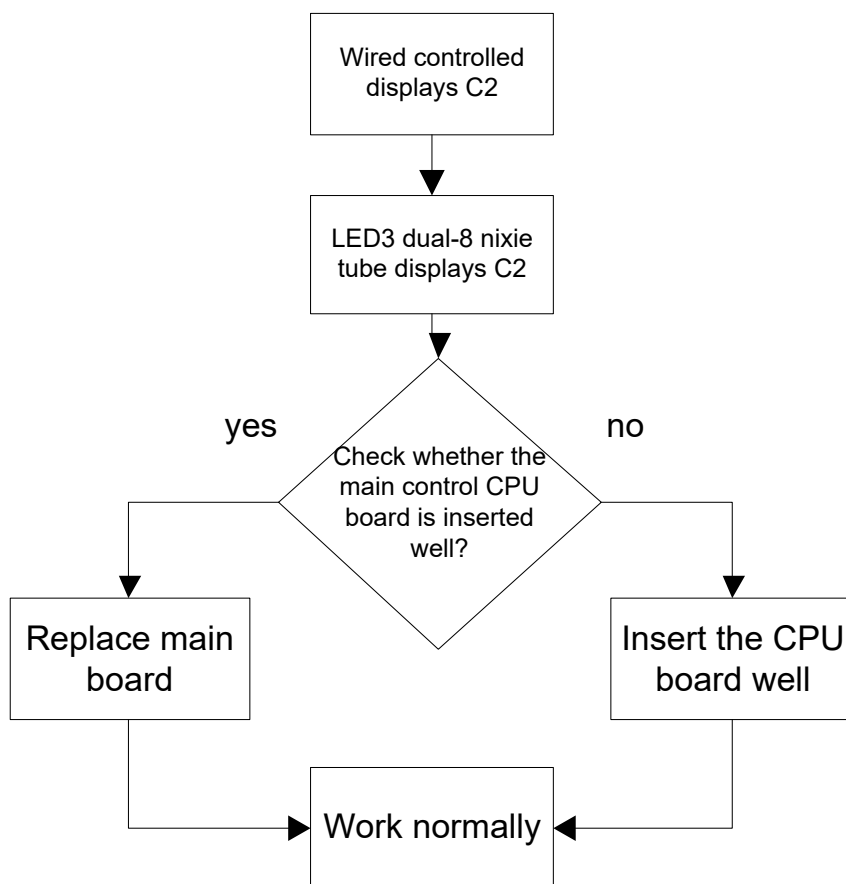 Wired controlled
displays C2
LED3 dual-8 nixie
tube displays C2
yes
no
Check whether the
main control CPU
board is inserted
well?
Replace main
board
Insert the CPU
board well
Work normally